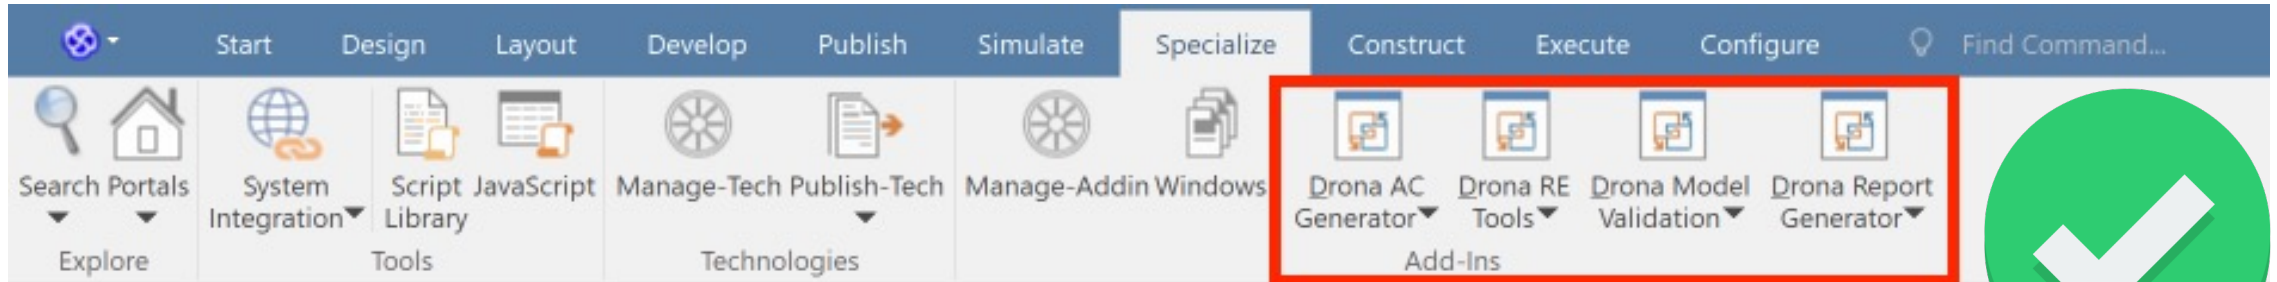 Start Design Layout Develop Publish Simulate Specialize Construct Execute Configure Find Command...
Search Portals
System Integration
Script Library
JavaScript
Manage-Tech
Publish-Tech
Manage-Addin
Windows
Drona AC
Generator
Drona RE
Tools
Drona Model
Validation
Drona Report
Generator
Explore
Tools
Technologies
Add-Ins